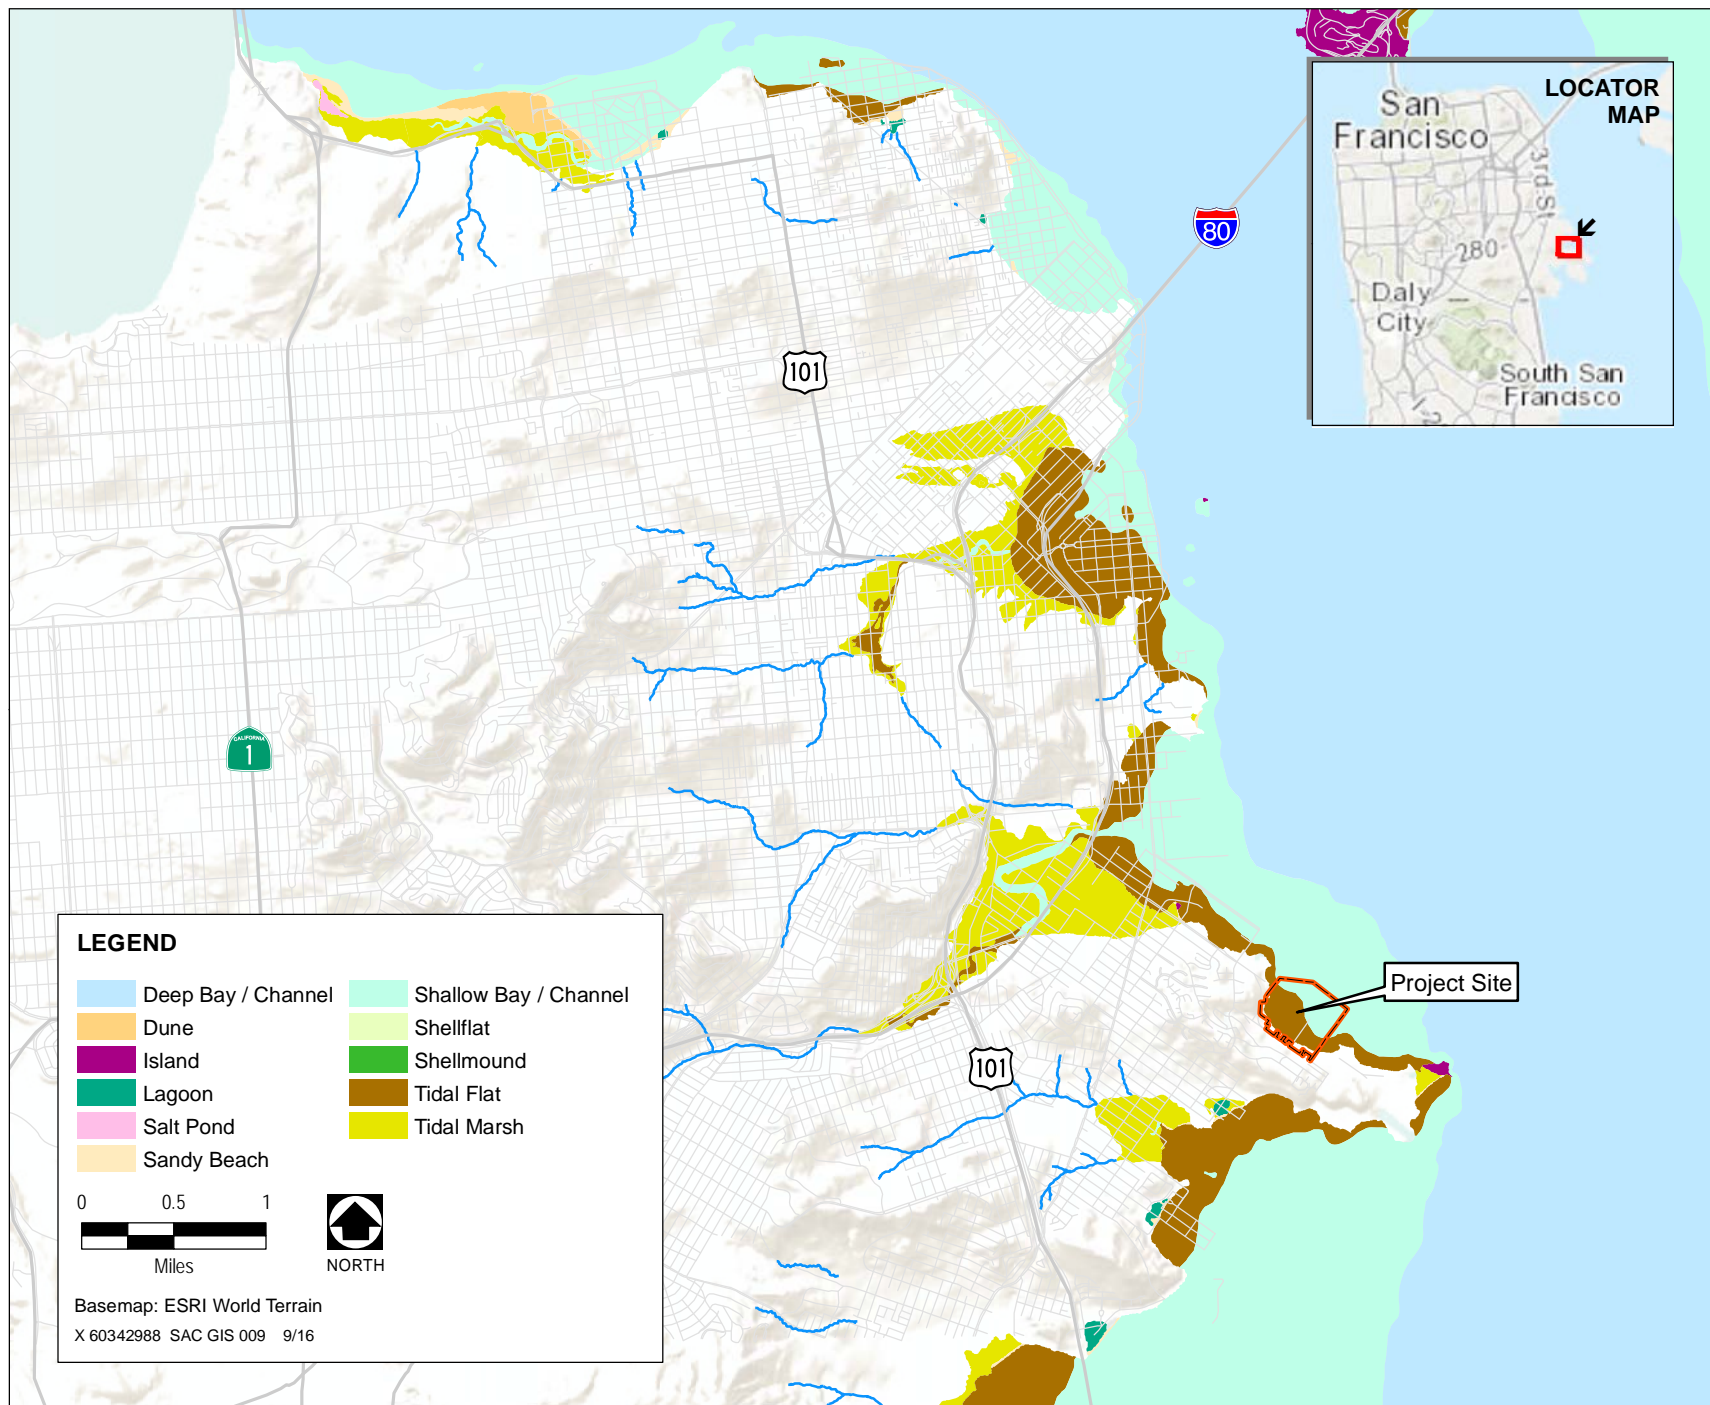 LOCATOR
MAP
San
Francisco
3rd St
280
Daly
City
South San
Francisco
80
101
CALIFORNIA
1
101
Project Site
LEGEND
Deep Bay / Channel
Dune
Island
Lagoon
Salt Pond
Sandy Beach
Shallow Bay / Channel
Shellflat
Shellmound
Tidal Flat
Tidal Marsh
0 0.5 1
Miles
NORTH
Basemap: ESRI World Terrain
X 60342988 SAC GIS 009 9/16